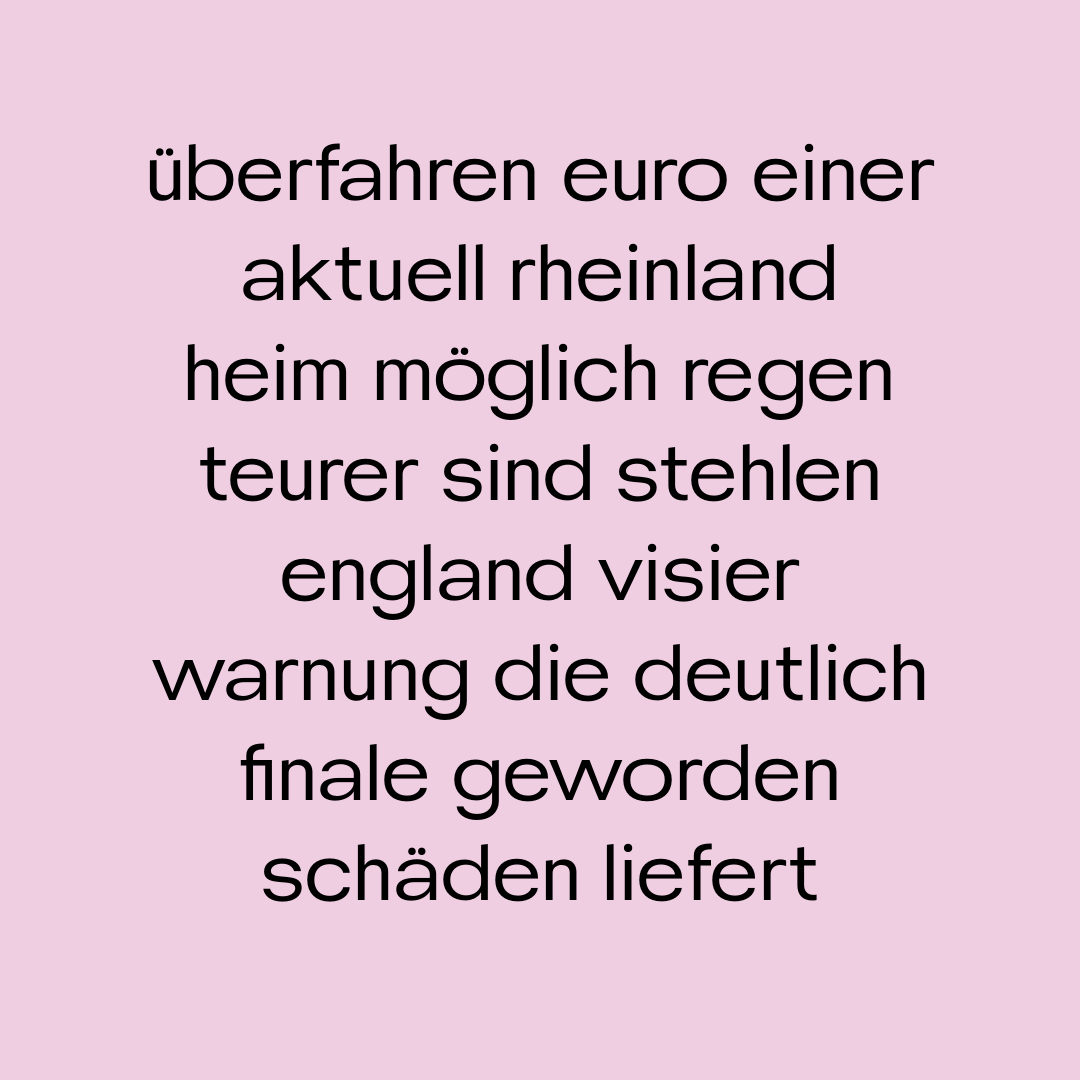 überfahren euro einer
aktuell rheinland
heim möglich regen
teurer sind stehlen
england visier
warnung die deutlich
finale geworden
schäden liefert